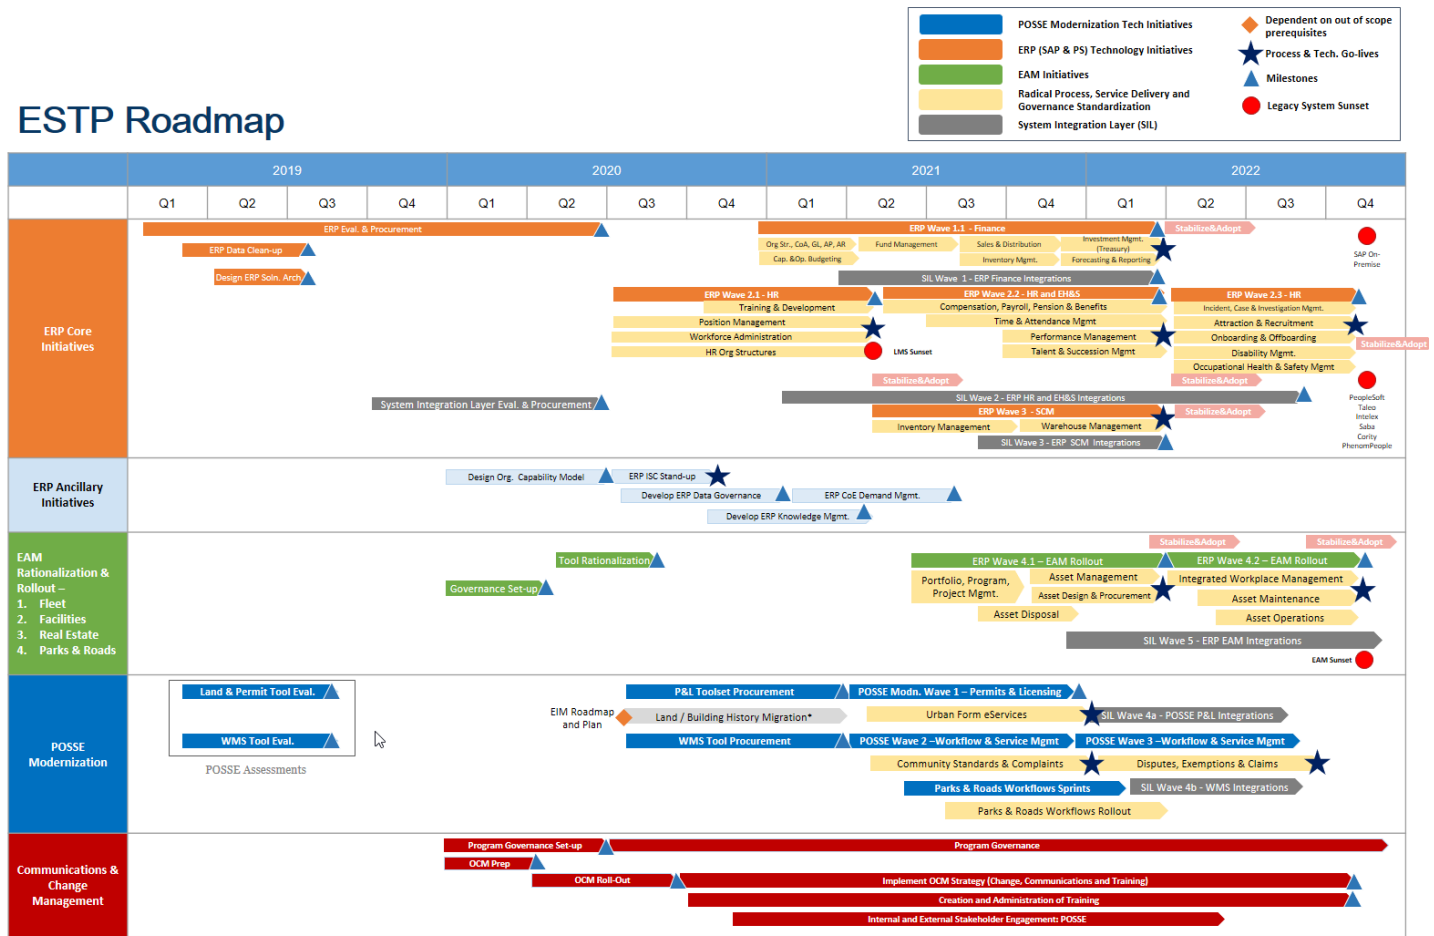 POSSE Modernization Tech Initiatives
ERP (SAP & PS) Technology Initiatives
EAM Initiatives
Radical Process, Service Delivery and
Governance Standardization
System Integration Layer (SIL)
Dependent on out of scope
prerequisites
Process & Tech. Go-lives
Milestones
Legacy System Sunset
ESTP Roadmap
2019
2020
2021
2022
Q1
Q2
Q3
Q4
Q1
Q2
Q3
Q4
Q1
Q2
Q3
Q4
Q1
Q2
Q3
Q4
ERP Core
Initiatives
ERP Eval. & Procurement
ERP Wave 1.1 - Finance
Stabilize&Adopt
ERP Data Clean-up
Org Str., CoA, GL, AP, AR
Fund Management
Sales & Distribution
Investment Mgmt.
(Treasury)
Cap. &Op. Budgeting
Inventory Mgmt.
Forecasting & Reporting
SAP On-
Premise
Design ERP Soln. Arch
SIL Wave 1 - ERP Finance Integrations
ERP Wave 2.1 - HR
ERP Wave 2.2 - HR and EH&S
ERP Wave 2.3 - HR
Training & Development
Compensation, Payroll, Pension & Benefits
Incident, Case & Investigation Mgmt.
Position Management
Time & Attendance Mgmt
Attraction & Recruitment
Workforce Administration
Performance Management
Onboarding & Offboarding
Stabilize&Adopt
HR Org Structures
LMS Sunset
Talent & Succession Mgmt
Disability Mgmt.
Occupational Health & Safety Mgmt
Stabilize&Adopt
Stabilize&Adopt
SIL Wave 2 - ERP HR and EH&S Integrations
PeopleSoft
Taleo
Intelex
Saba
Cority
PhenomPeople
System Integration Layer Eval. & Procurement
ERP Wave 3 - SCM
Stabilize&Adopt
Inventory Management
Warehouse Management
SIL Wave 3 - ERP SCM Integrations
ERP Ancillary
Initiatives
Design Org. Capability Model
ERP ISC Stand-up
Develop ERP Data Governance
ERP CoE Demand Mgmt.
Develop ERP Knowledge Mgmt.
EAM
Rationalization &
Rollout –
1. Fleet
2. Facilities
3. Real Estate
4. Parks & Roads
Stabilize&Adopt
Stabilize&Adopt
Tool Rationalization
ERP Wave 4.1 – EAM Rollout
ERP Wave 4.2 – EAM Rollout
Governance Set-up
Portfolio, Program,
Project Mgmt.
Asset Management
Integrated Workplace Management
Asset Design & Procurement
Asset Maintenance
Asset Disposal
Asset Operations
SIL Wave 5 - ERP EAM Integrations
EAM Sunset
POSSE
Modernization
Land & Permit Tool Eval.
WMS Tool Eval.
POSSE Assessments
P&L Toolset Procurement
POSSE Modn. Wave 1 – Permits & Licensing
EIM Roadmap
and Plan
Land / Building History Migration*
Urban Form eServices
SIL Wave 4a - POSSE P&L Integrations
WMS Tool Procurement
POSSE Wave 2 –Workflow & Service Mgmt
POSSE Wave 3 –Workflow & Service Mgmt
Community Standards & Complaints
Disputes, Exemptions & Claims
Parks & Roads Workflows Sprints
SIL Wave 4b - WMS Integrations
Parks & Roads Workflows Rollout
Communications &
Change
Management
Program Governance Set-up
Program Governance
OCM Prep
OCM Roll-Out
Implement OCM Strategy (Change, Communications and Training)
Creation and Administration of Training
Internal and External Stakeholder Engagement: POSSE